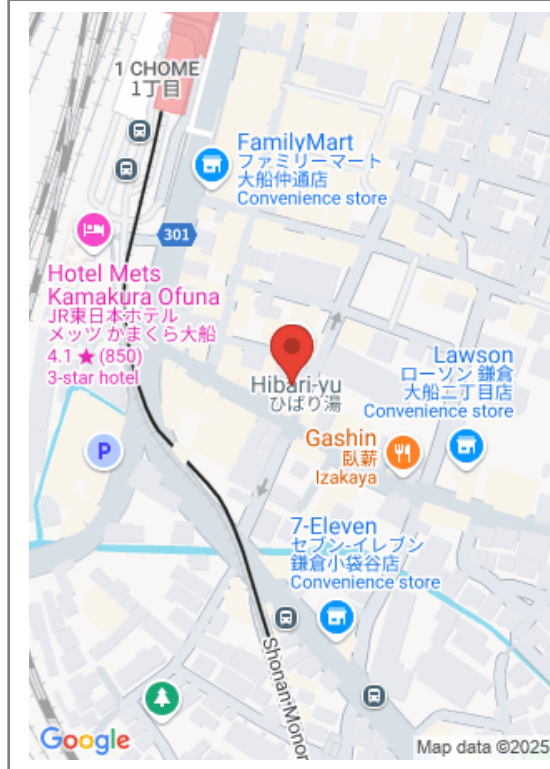 1 CHOME
1丁目
FamilyMart
ファミリーマート
大船仲通店
Convenience store
301
Hotel Mets
Kamakura Ofuna
JR東日本ホテル
メッツ かまくら大船
4.1 ★ (850)
3-star hotel
Hibari-yu
ひばり湯
Lawson
ローソン 鎌倉
大船二丁目店
Convenience store
Gashin
臥薪
Izakaya
P
7-Eleven
セブン-イレブン
鎌倉小袋谷店
Convenience store
Shonan Monor
Google
Map data ©2025